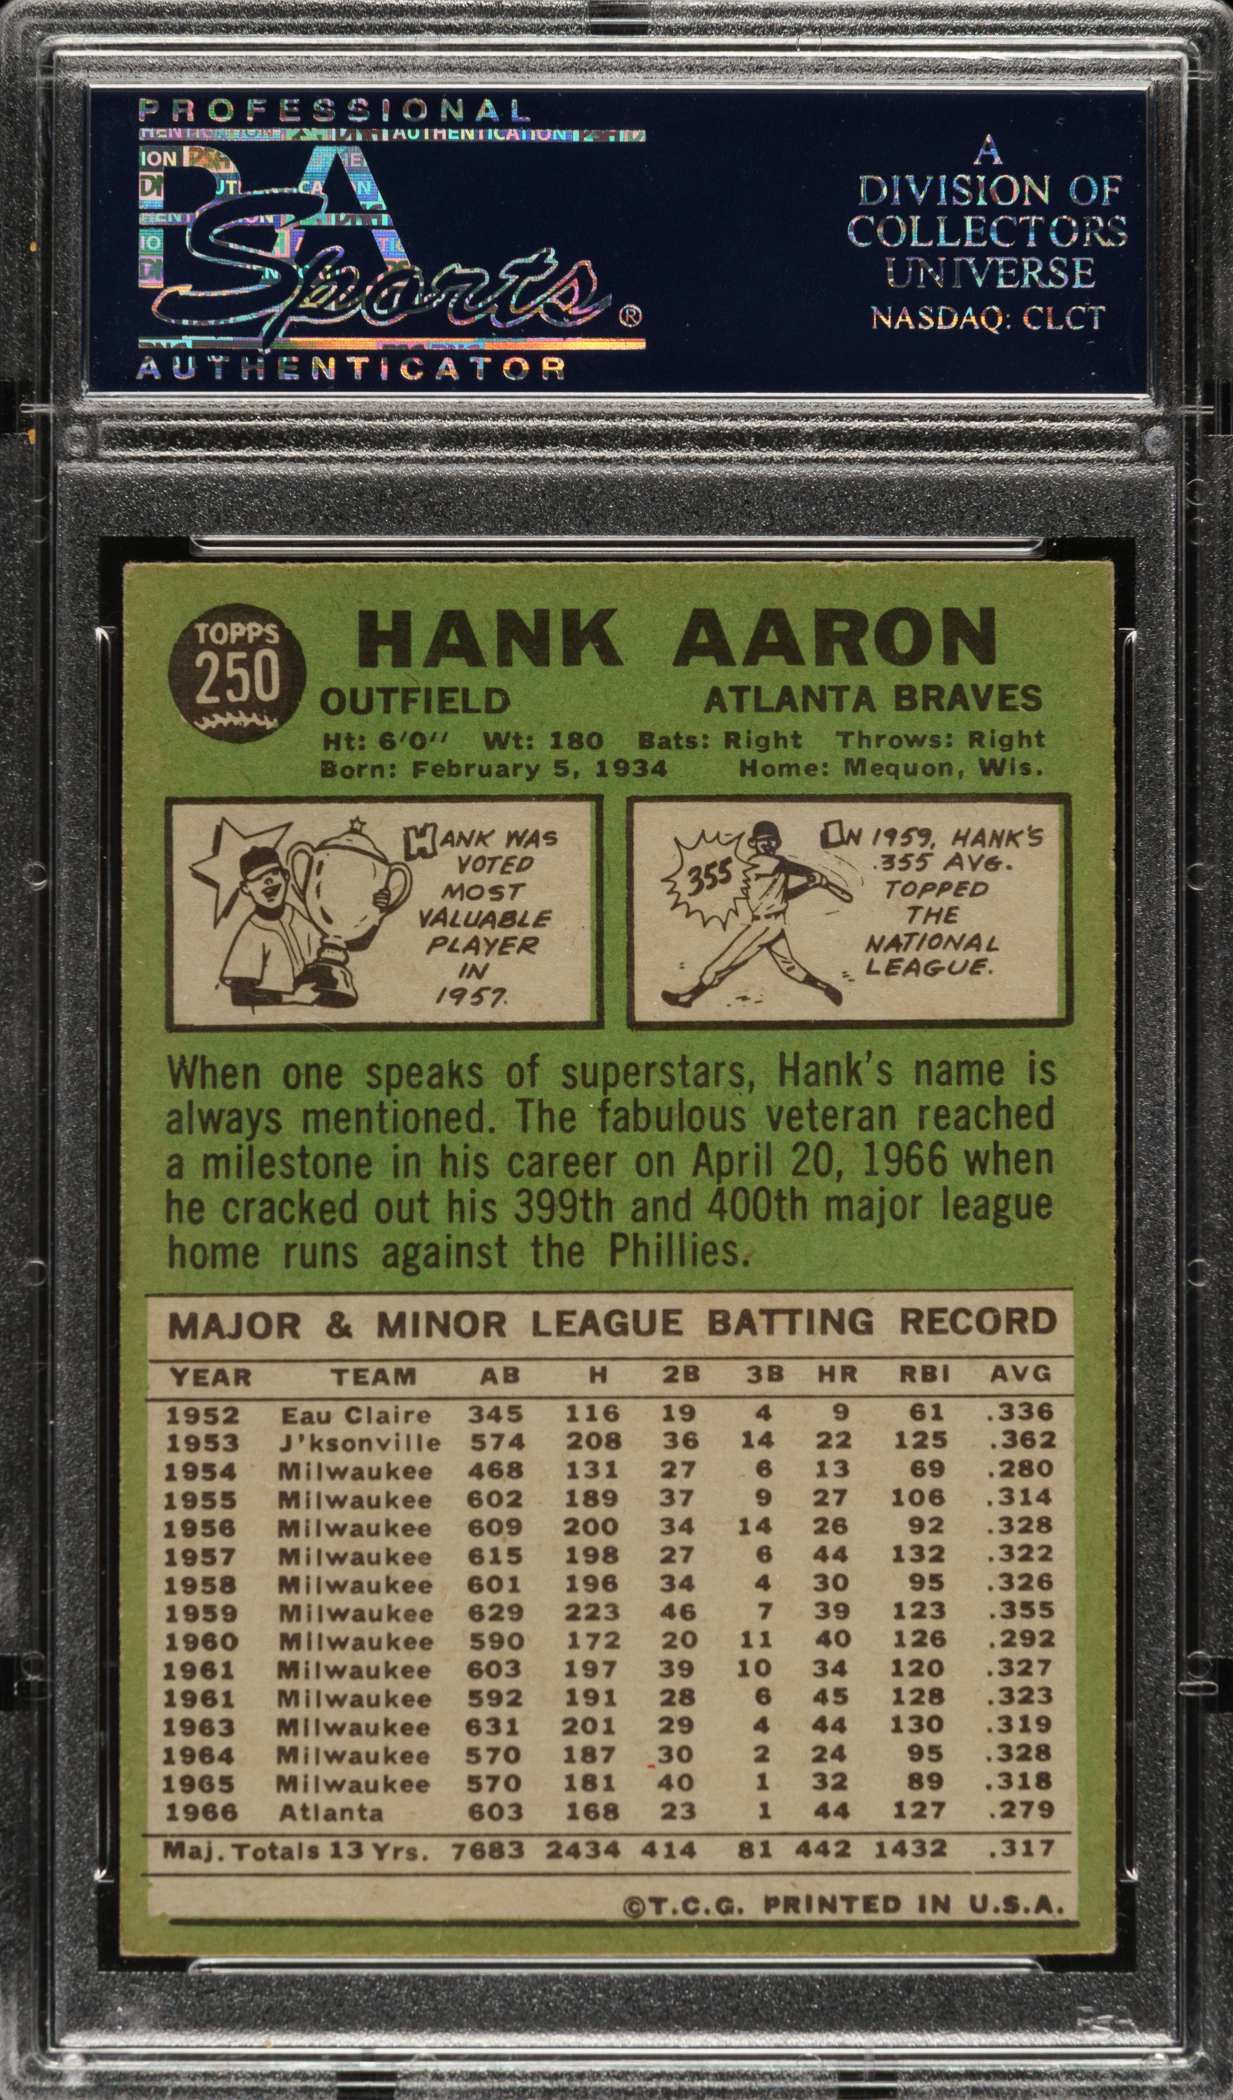 PROFESSIONAL
Sports
®
AUTHENTICATOR
A
DIVISION OF
COLLECTORS
UNIVERSE
NASDAQ: CLCT
TOPPS
250
HANK AARON
OUTFIELD ATLANTA BRAVES
Ht: 6'0'' Wt: 180 Bats: Right Throws: Right
Born: February 5, 1934 Home: Mequon, Wis.
HANK WAS
VOTED
MOST
VALUABLE
PLAYER
IN
1957.
355
IN 1959, HANK'S
.355 AVG.
TOPPED
THE
NATIONAL
LEAGUE.
When one speaks of superstars, Hank's name is
always mentioned. The fabulous veteran reached
a milestone in his career on April 20, 1966 when
he cracked out his 399th and 400th major league
home runs against the Phillies.
MAJOR & MINOR LEAGUE BATTING RECORD
YEAR TEAM AB H 2B 3B HR RBI AVG
1952 Eau Claire 345 116 19 4 9 61 .336
1953 J'ksonville 574 208 36 14 22 125 .362
1954 Milwaukee 468 131 27 6 13 69 .280
1955 Milwaukee 602 189 37 9 27 106 .314
1956 Milwaukee 609 200 34 14 26 92 .328
1957 Milwaukee 615 198 27 6 44 132 .322
1958 Milwaukee 601 196 34 4 30 95 .326
1959 Milwaukee 629 223 46 7 39 123 .355
1960 Milwaukee 590 172 20 11 40 126 .292
1961 Milwaukee 603 197 39 10 34 120 .327
1961 Milwaukee 592 191 28 6 45 128 .323
1963 Milwaukee 631 201 29 4 44 130 .319
1964 Milwaukee 570 187 30 2 24 95 .328
1965 Milwaukee 570 181 40 1 32 89 .318
1966 Atlanta 603 168 23 1 44 127 .279
Maj. Totals 13 Yrs. 7683 2434 414 81 442 1432 .317
©T.C.G. PRINTED IN U.S.A.